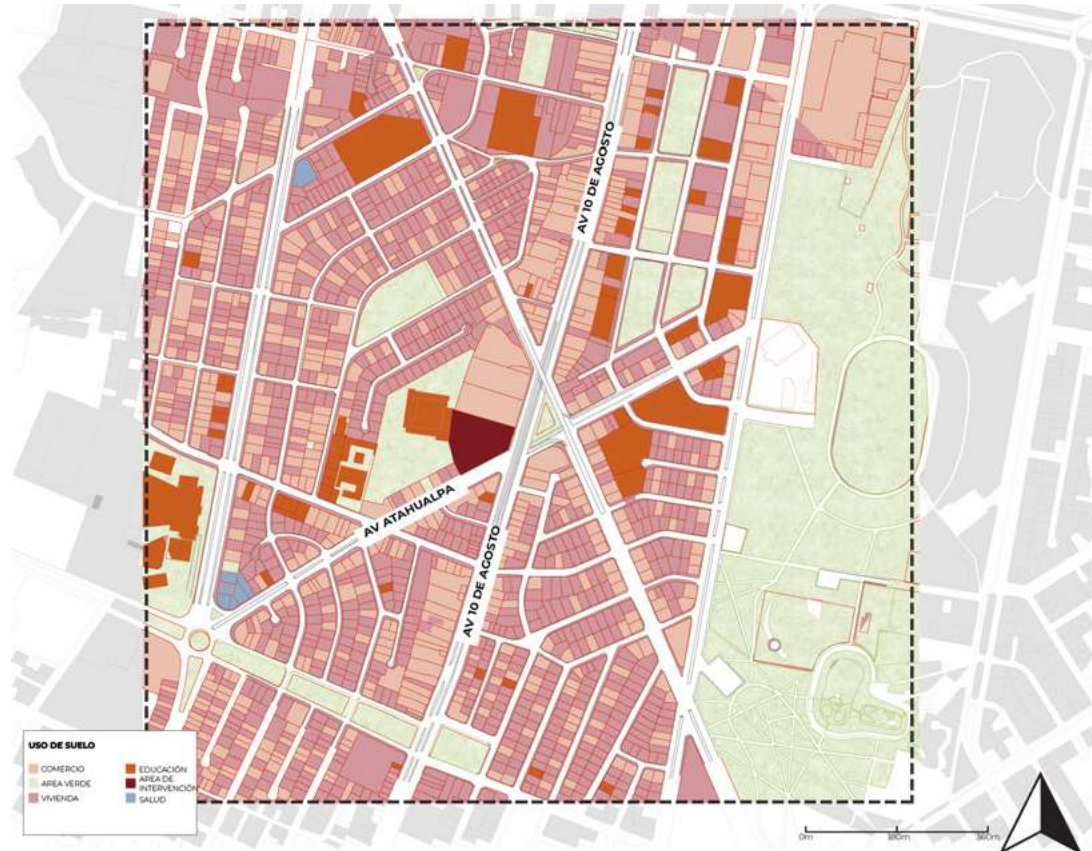 AV 10 DE AGOSTO
AV ATAHUALPA
AV 10 DE AGOSTO
USO DE SUELO
COMERCIO
AREA VERDE
VIVIENDA
EDUCACIÓN
AREA DE
INTERVENCIÓN
SALUD
0m 180m 360m